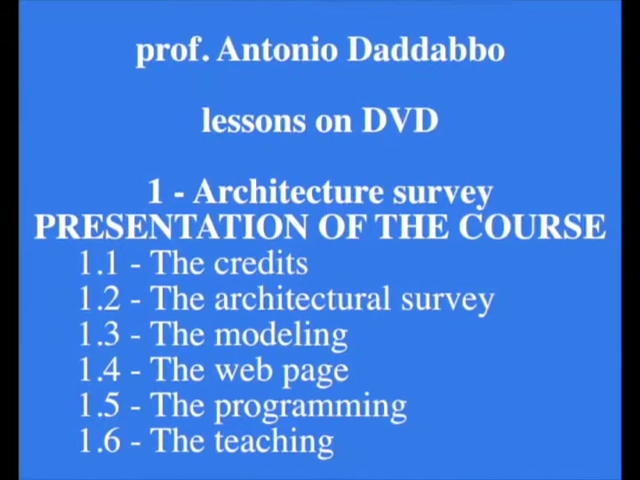 prof. Antonio Daddabbo
lessons on DVD
1 - Architecture survey
PRESENTATION OF THE COURSE
1.1 - The credits
1.2 - The architectural survey
1.3 - The modeling
1.4 - The web page
1.5 - The programming
1.6 - The teaching